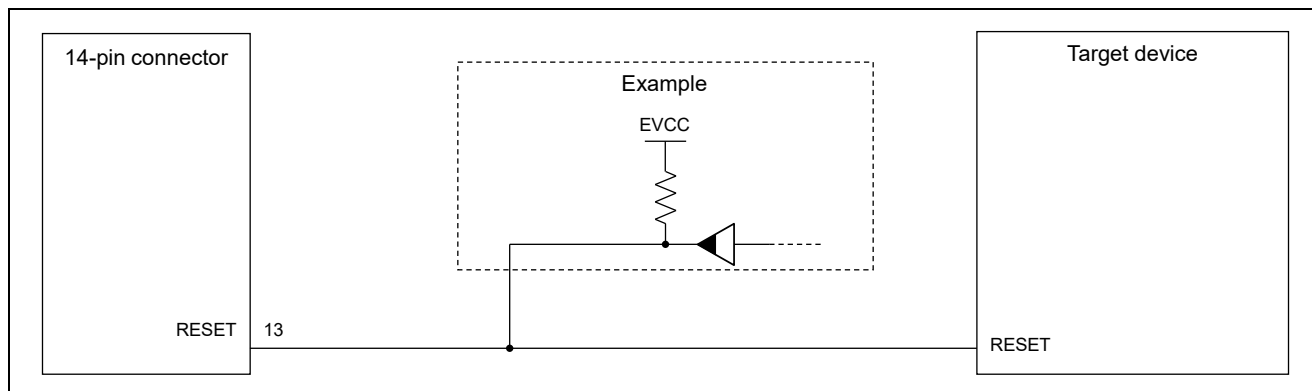 14-pin connector
Target device
Example
EVCC
RESET 13
RESET